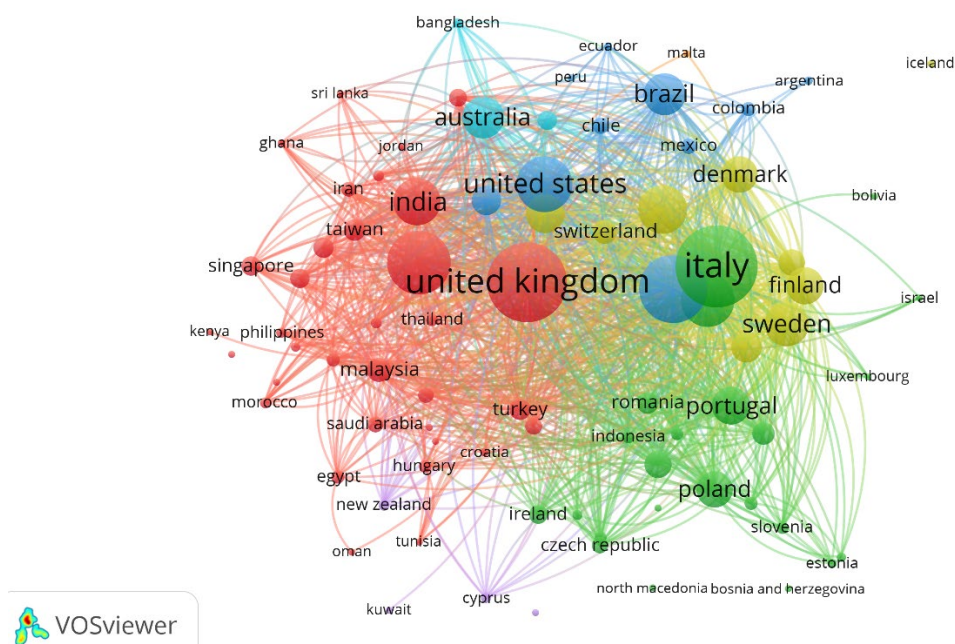 bangladesh
ecuador
malta
iceland
peru
argentina
sri lanka
brazil
colombia
australia
chile
ghana
jordan
mexico
denmark
united states
iran
india
bolivia
taiwan
switzerland
singapore
italy
united kingdom
finland
israel
kenya
philippines
thailand
sweden
malaysia
luxembourg
morocco
romania
portugal
turkey
saudi arabia
indonesia
croatia
hungary
egypt
poland
new zealand
ireland
slovenia
czech republic
tunisia
oman
estonia
north macedonia
bosnia and herzegovina
cyprus
kuwait
VOSviewer